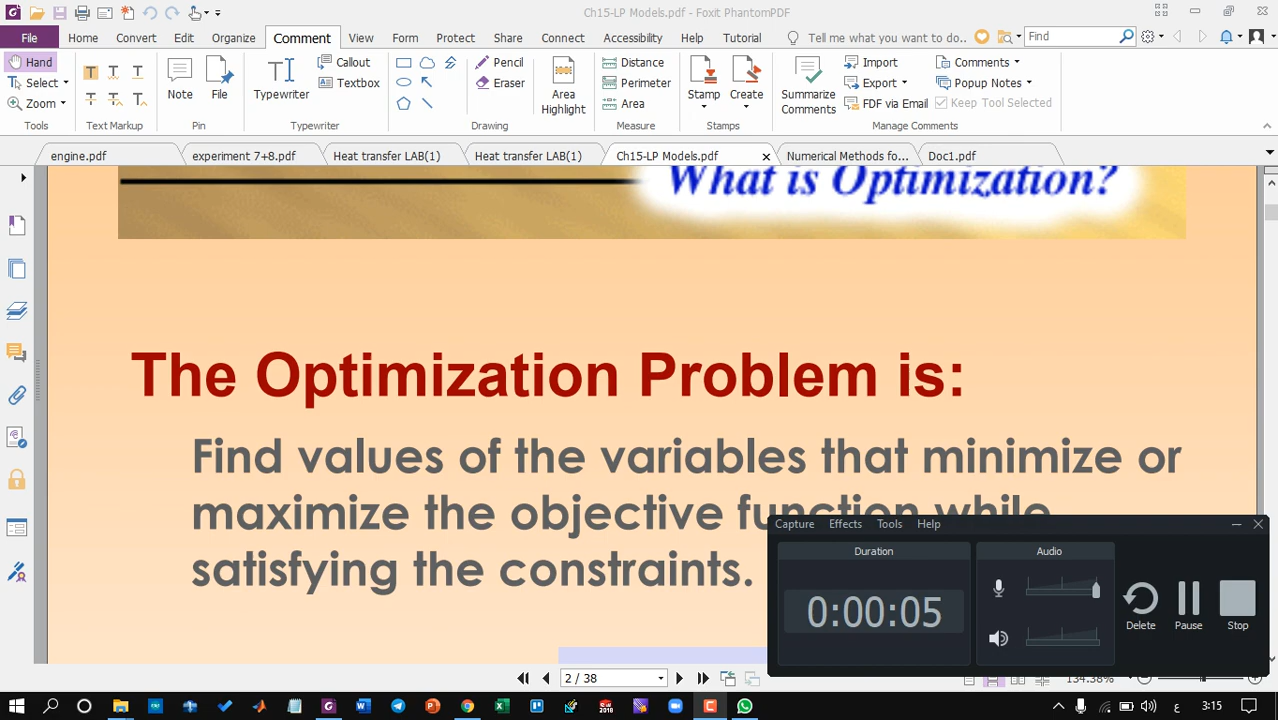 Ch15-LP Models.pdf - Foxit PhantomPDF
File Home Convert Edit Organize Comment View Form Protect Share Connect Accessibility Help Tutorial Tell me what you want to do.. Find
Hand
Select
Zoom
Tools
Text Markup
Note
File
Pin
Typewriter
Callout
Textbox
Typewriter
Pencil
Eraser
Drawing
Area
Highlight
Distance
Perimeter
Area
Measure
Stamp
Create
Stamps
Summarize
Comments
Import
Export
FDF via Email
Comments
Popup Notes
Keep Tool Selected
Manage Comments
engine.pdf experiment 7+8.pdf Heat transfer LAB(1) Heat transfer LAB(1) Ch15-LP Models.pdf Numerical Methods fo... Doc1.pdf
What is Optimization?
The Optimization Problem is:
Find values of the variables that minimize or
maximize the objective function while
satisfying the constraints.
Capture Effects Tools Help
Duration
0:00:05
Audio
Delete
Pause
Stop
2 / 38
134.38%
ع 3:15